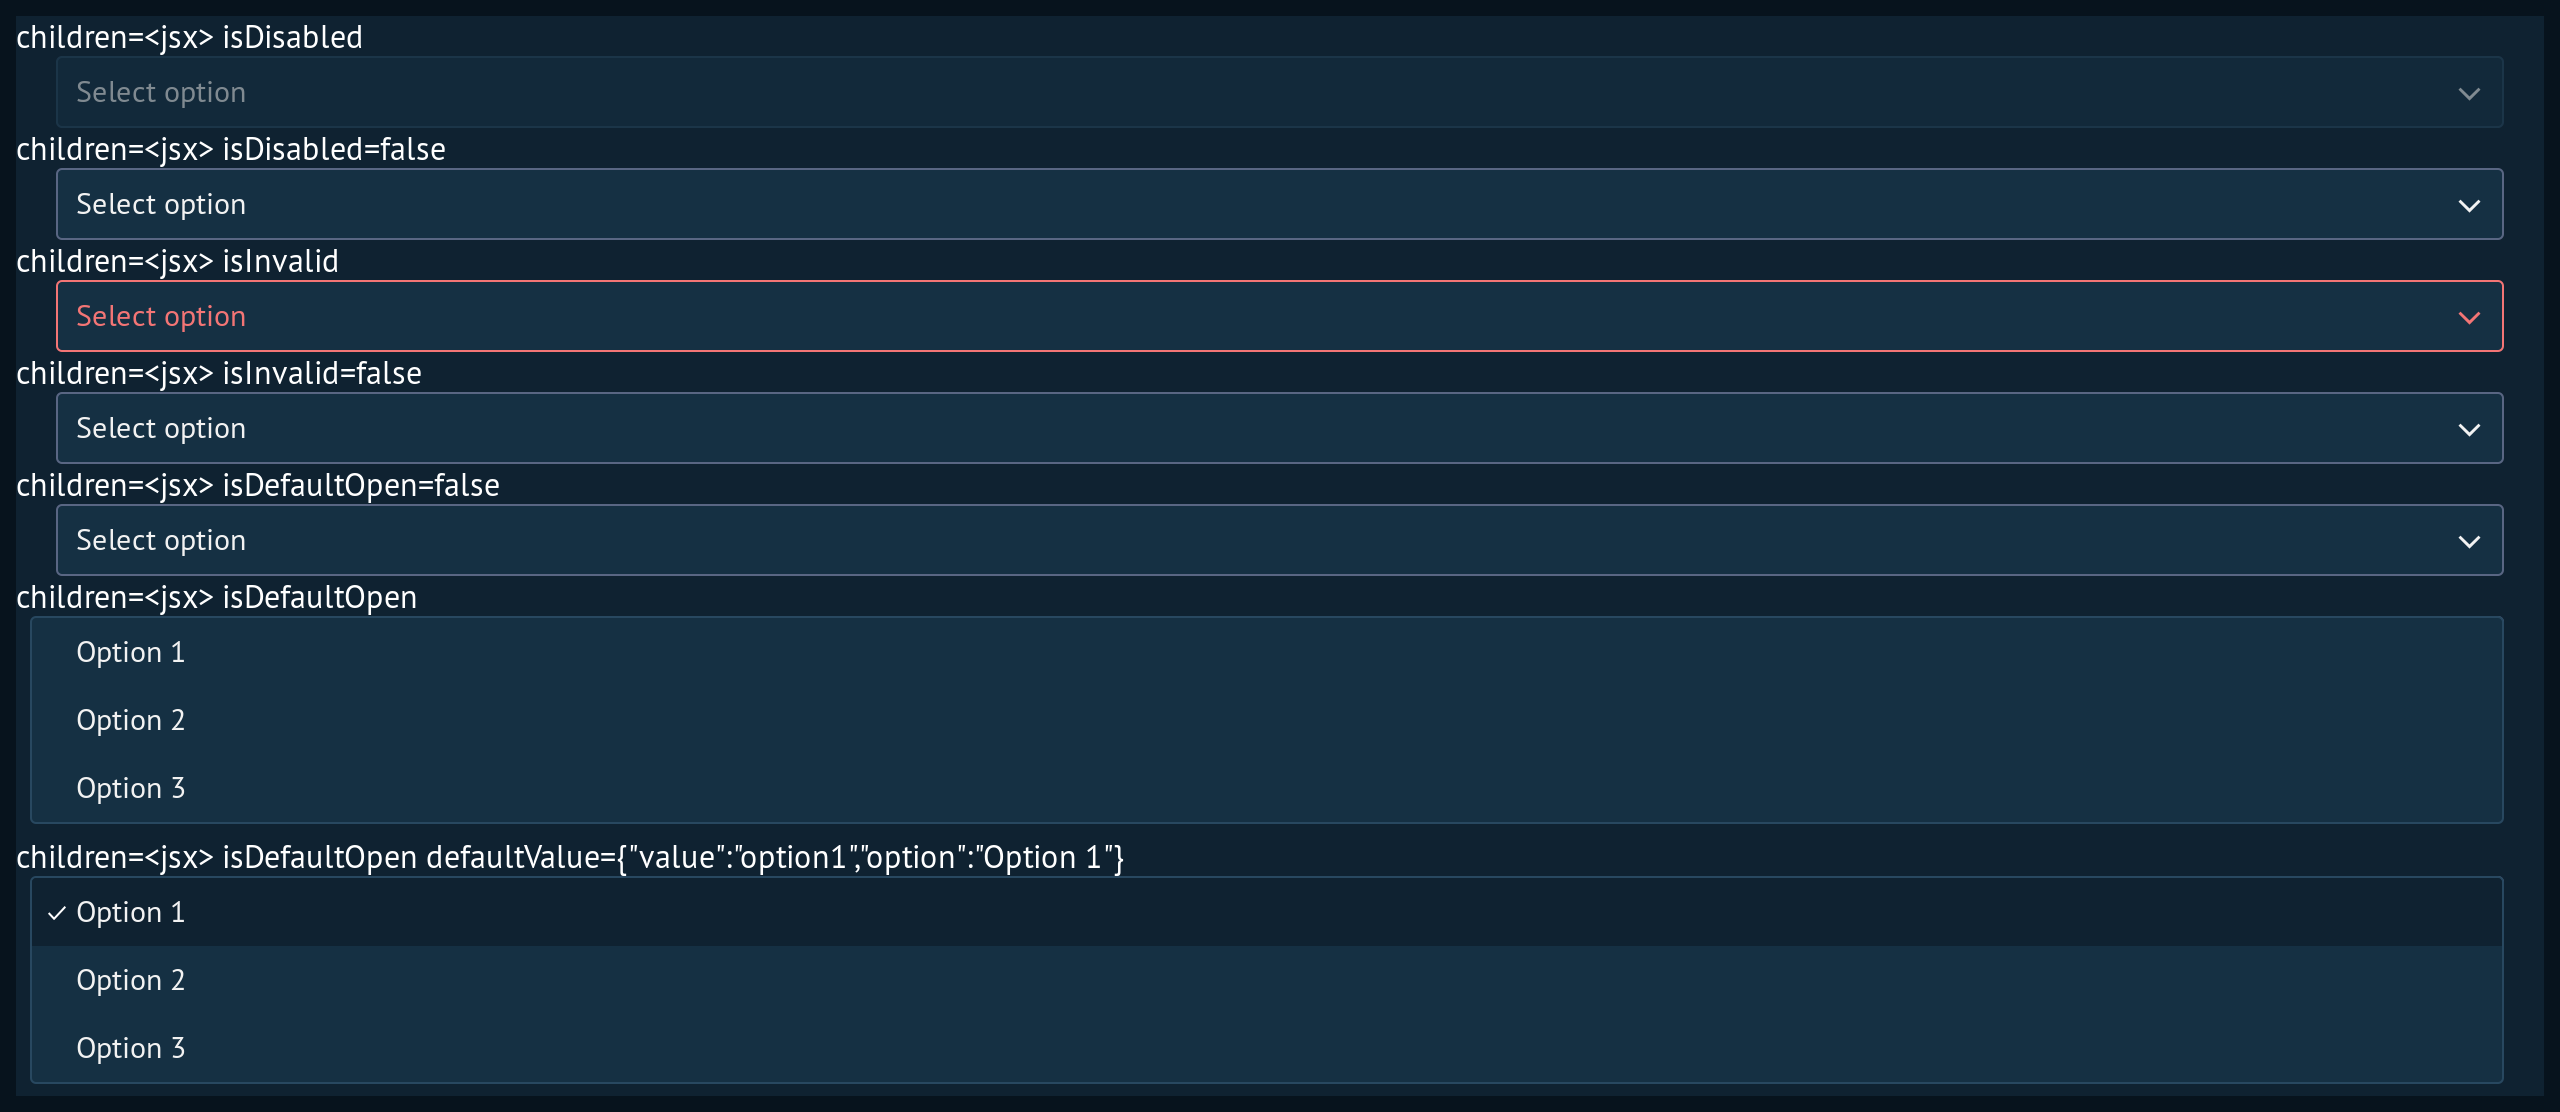 children=<jsx> isDisabled
Select option
children=<jsx> isDisabled=false
Select option
children=<jsx> isInvalid
Select option
children=<jsx> isInvalid=false
Select option
children=<jsx> isDefaultOpen=false
Select option
children=<jsx> isDefaultOpen
Option 1
Option 2
Option 3
children=<jsx> isDefaultOpen defaultValue={"value":"option1","option":"Option 1"}
Option 1
Option 2
Option 3